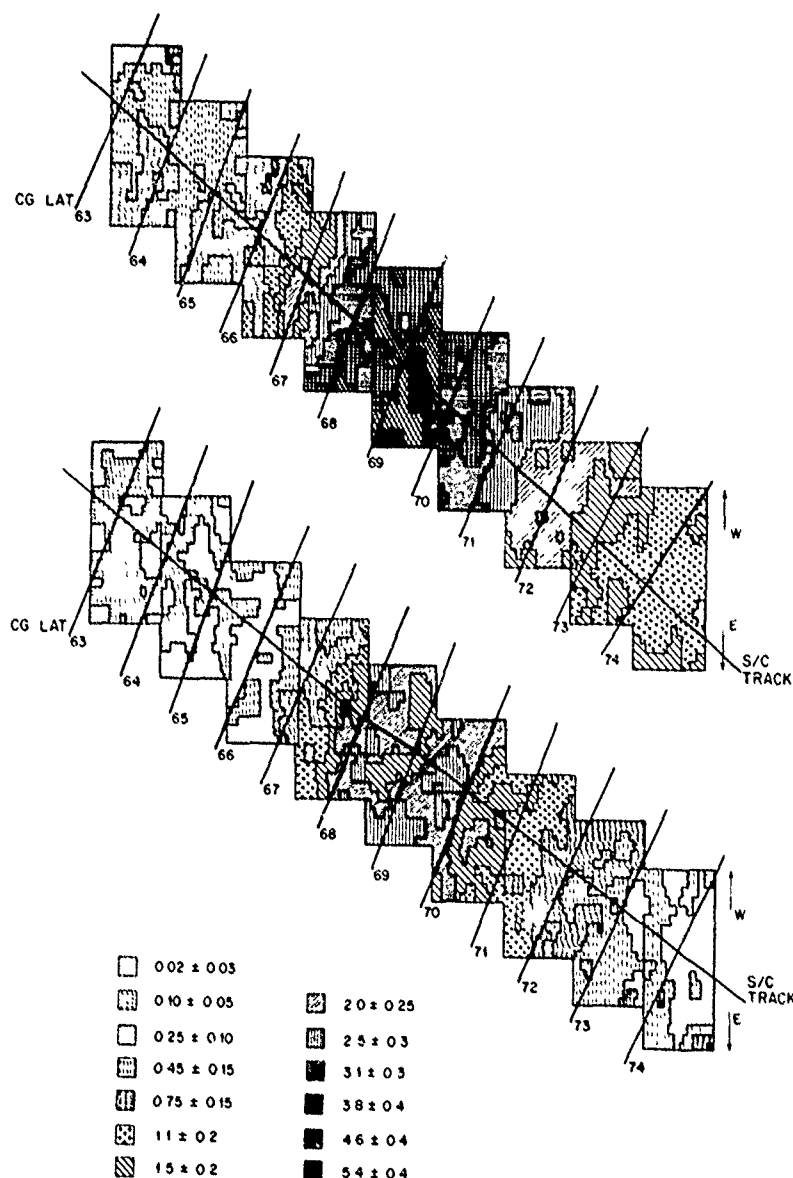 CG LAT
63
64
65
66
67
68
69
70
71
72
73
74
W
E
S/C
TRACK
CG LAT
63
64
65
66
67
68
69
70
71
72
73
74
W
E
S/C
TRACK
0.02 ± 0.03
0.10 ± 0.05
0.25 ± 0.10
0.45 ± 0.15
0.75 ± 0.15
1.1 ± 0.2
1.5 ± 0.2
2.0 ± 0.25
2.5 ± 0.3
3.1 ± 0.3
3.8 ± 0.4
4.6 ± 0.4
5.4 ± 0.4